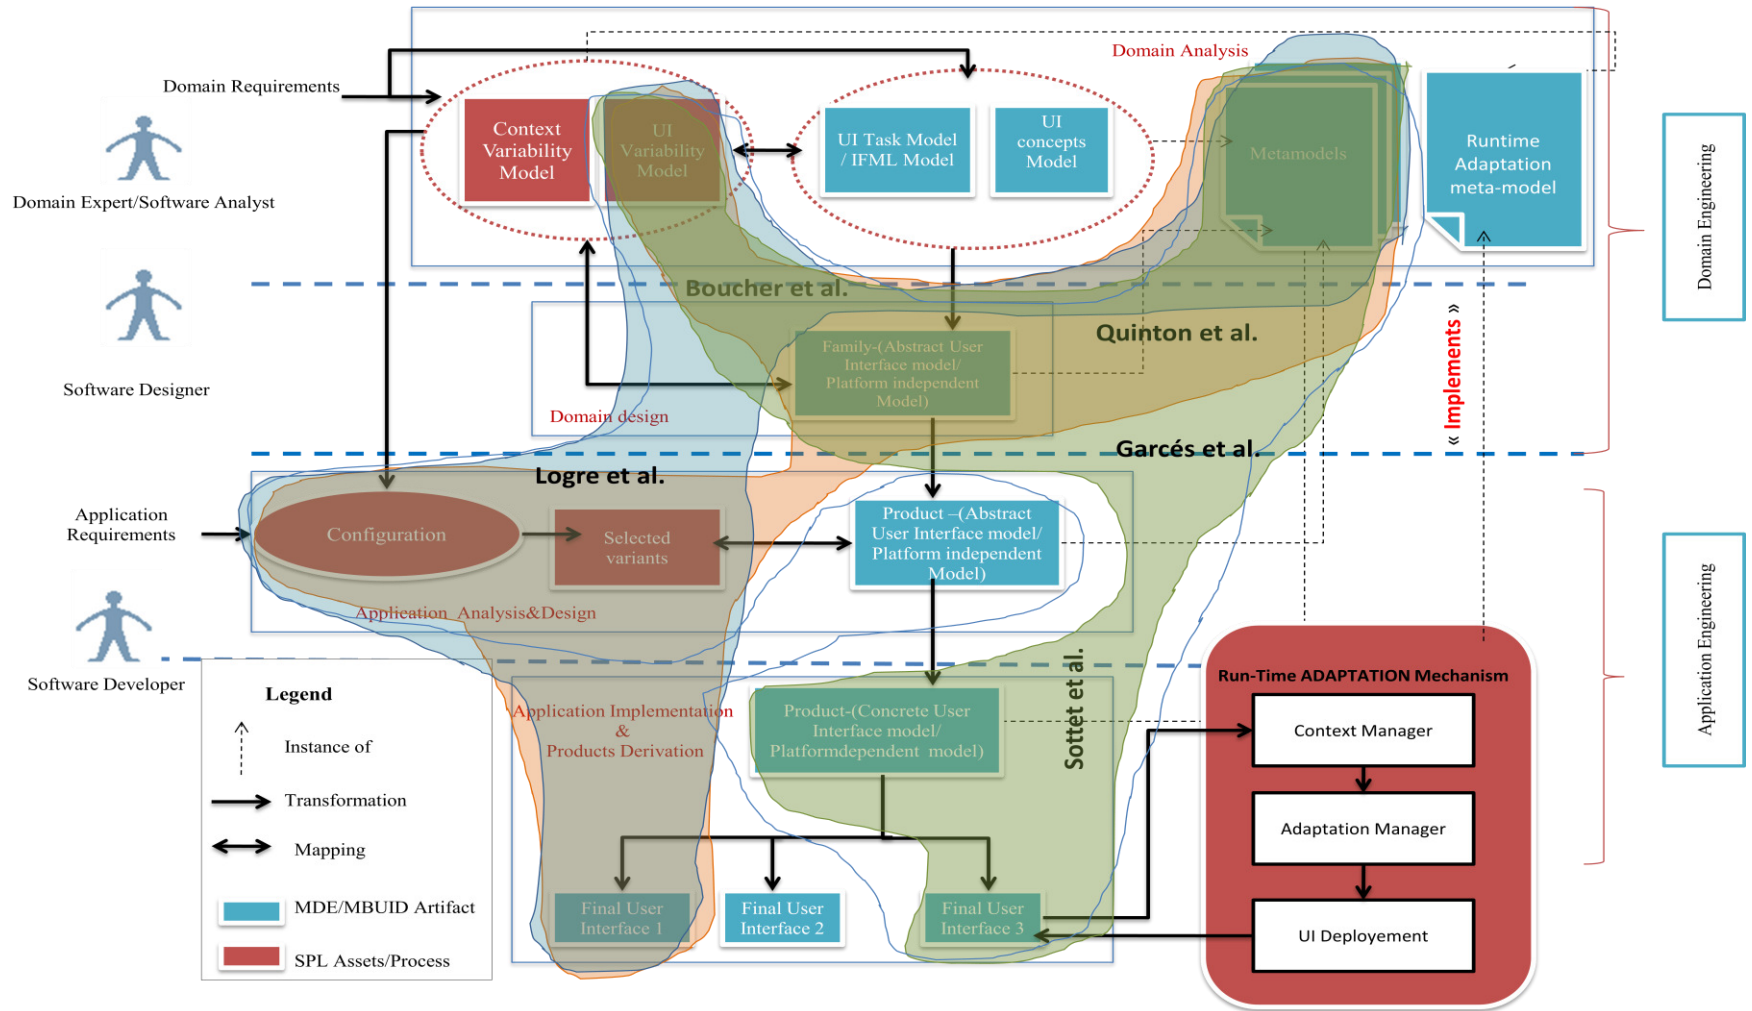 Domain Analysis
Domain Requirements
Context
Variability
Model
UI
Variability
Model
UI Task Model
/ IFML Model
UI
concepts
Model
Metamodels
Runtime
Adaptation
meta-model
Domain Expert/Software Analyst
Domain Engineering
Boucher et al.
Quinton et al.
« Implements »
Family-(Abstract User
Interface model/
Platform independent
Model)
Software Designer
Domain design
Garcés et al.
Logre et al.
Application
Requirements
Configuration
Selected
variants
Product –(Abstract
User Interface model/
Platform independent
Model)
Application Analysis&Design
Application Engineering
Software Developer
Sottet et al.
Run-Time ADAPTATION Mechanism
Legend
Instance of
Transformation
Mapping
MDE/MBUID Artifact
SPL Assets/Process
Application Implementation
&
Products Derivation
Product-(Concrete User
Interface model/
Platformdependent model)
Context Manager
Adaptation Manager
UI Deployement
Final User
Interface 1
Final User
Interface 2
Final User
Interface 3